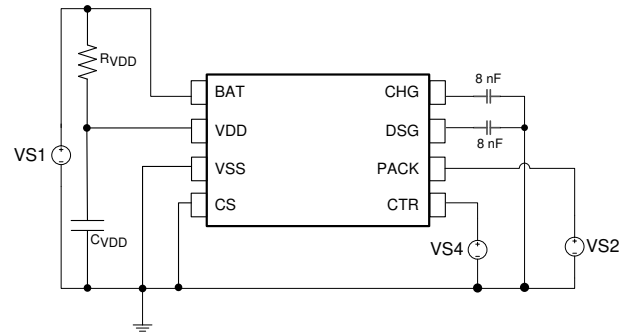 RVDD
8 nF
BAT
CHG
VDD
DSG
8 nF
VS1
VSS
PACK
CS
CTR
CVDD
VS4
VS2